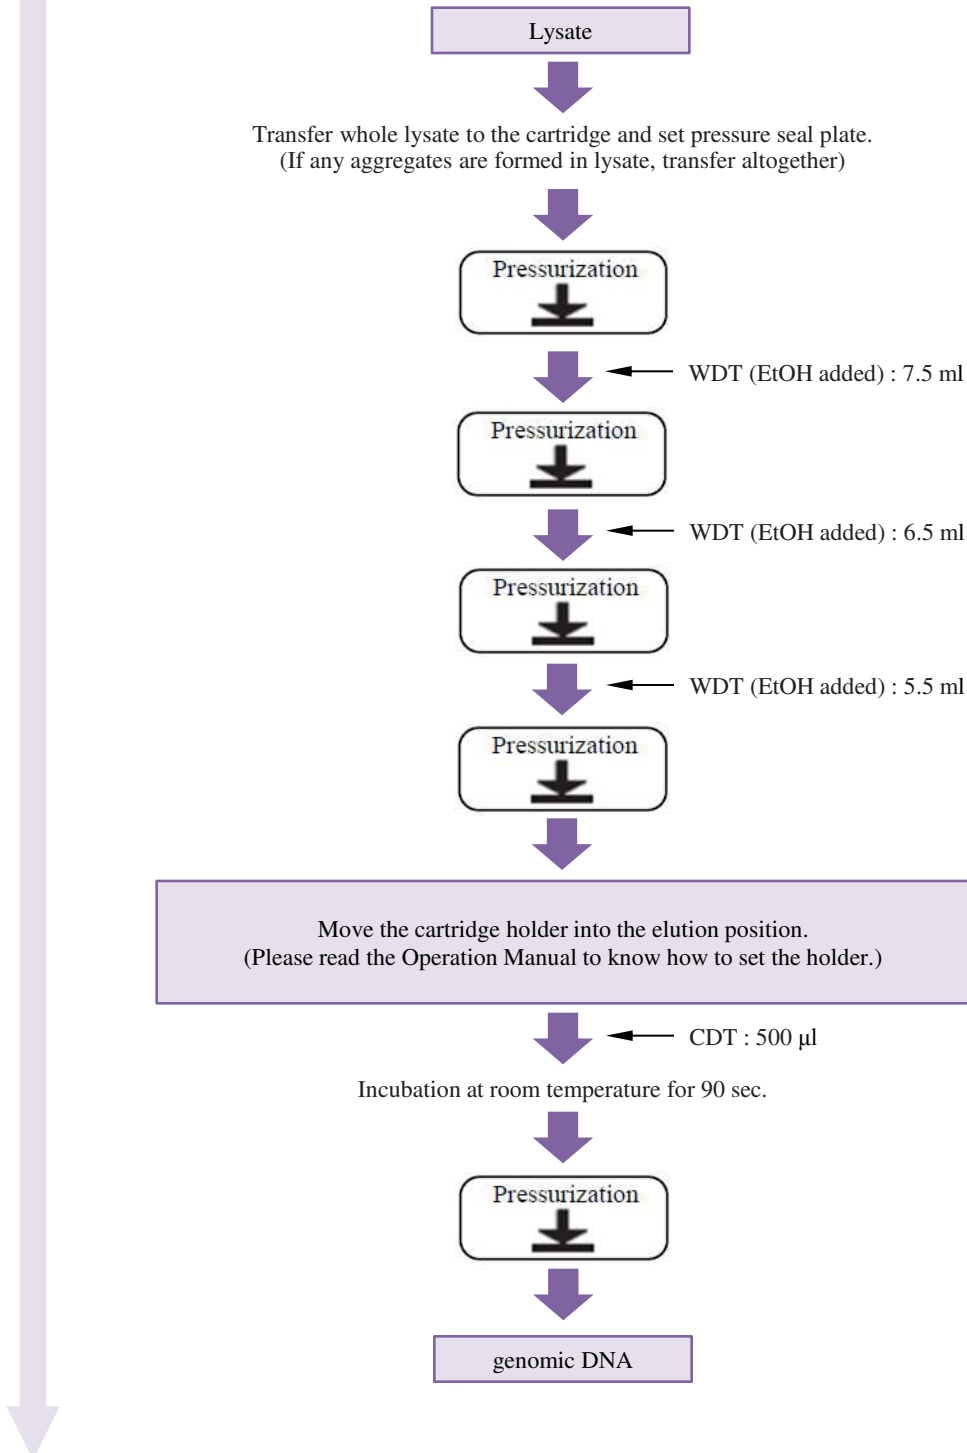 Lysate
Transfer whole lysate to the cartridge and set pressure seal plate.
(If any aggregates are formed in lysate, transfer altogether)
Pressurization
WDT (EtOH added) : 7.5 ml
Pressurization
WDT (EtOH added) : 6.5 ml
Pressurization
WDT (EtOH added) : 5.5 ml
Pressurization
Move the cartridge holder into the elution position.
(Please read the Operation Manual to know how to set the holder.)
CDT : 500 μl
Incubation at room temperature for 90 sec.
Pressurization
genomic DNA